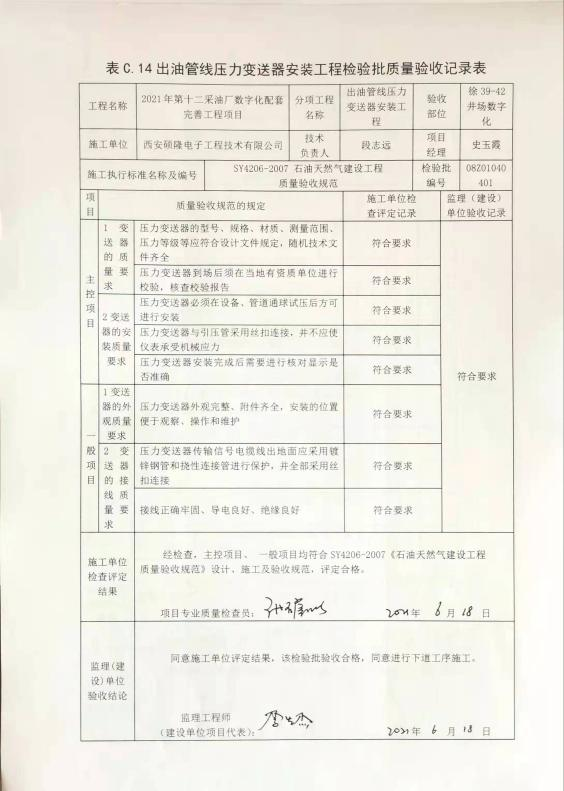 表 C.14 出油管线压力变送器安装工程检验批质量验收记录表
工程名称
2021 年第十二采油厂数字化配套
完善工程项目
分项工程
名称
出油管线压力
变送器安装工
程
验收
部位
徐 39-42
井场数字
化
施工单位
西安硕隆电子工程技术有限公司
技术
负责人
段志远
项目
经理
史玉霞
施工执行标准名称及编号
SY4206-2007 石油天然气建设工程
质量验收规范
检验批
编号
08Z01040
401
项
目
质量验收规范的规定
施工单位检
查评定记录
监理（建设）
单位验收记录
主
控
项
目
1 变
送器
的质
量要
求
压力变送器的型号、规格、材质、测量范围、
压力等级等应符合设计文件规定，随机技术文
件齐全
符合要求
压力变送器到场后须在当地有资质单位进行
校验，核查校验报告
符合要求
2 变送
器的安
装质量
要求
压力变送器必须在设备、管道通球试压后方可
进行安装
符合要求
压力变送器与引压管采用丝扣连接，并不应使
仪表承受机械应力
符合要求
压力变送器安装完成后需要进行核对显示是
否准确
符合要求
符合要求
一
般
项
目
1 变送
器的外
观质量
要求
压力变送器外观完整、附件齐全，安装的位置
便于观察、操作和维护
符合要求
2 变
送器
的接
线质
量要
求
压力变送器传输信号电缆线出地面应采用镀
锌钢管和挠性连接管进行保护，并全部采用丝
扣连接
符合要求
接线正确牢固、导电良好、绝缘良好
符合要求
施工单位
检查评定
结果
经检查，主控项目、 一般项目均符合 SY4206-2007《石油天然气建设工程
质量验收规范》设计、施工及验收规范，评定合格。
项目专业质量检查员：
2021 年 6 月 18 日
监理（建
设）单位
验收结论
同意施工单位评定结果，该检验批验收合格，同意进行下道工序施工。
监理工程师
（建设单位项目代表）：
2021 年 6 月 18 日